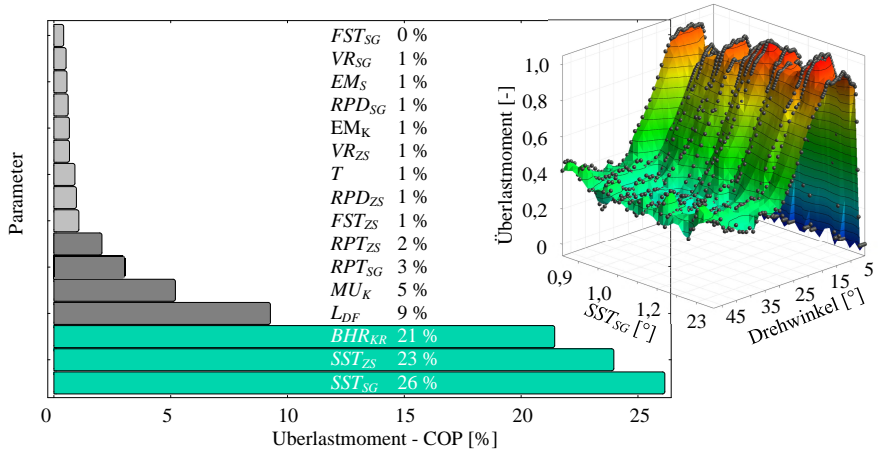 Parameter
FST_SG 0 %
VR_SG 1 %
EM_S 1 %
RPD_SG 1 %
EM_K 1 %
VR_ZS 1 %
T 1 %
RPD_ZS 1 %
FST_ZS 1 %
RPT_ZS 2 %
RPT_SG 3 %
MU_K 5 %
L_DF 9 %
BHR_KR 21 %
SST_ZS 23 %
SST_SG 26 %
0 5 10 15 20 25
Uberlastmoment - COP [%]
Überlastmoment [-]
1,0
0,8
0,6
0,4
0,2
0
0,9 1,0 1,2 23
SST_SG [°]
45 35 25 15 5
Drehwinkel [°]